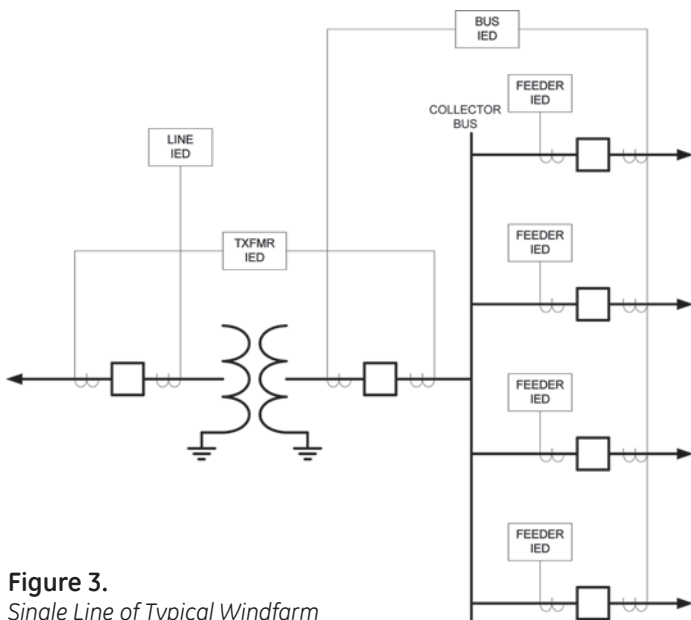 BUS
IED
FEEDER
IED
COLLECTOR
BUS
LINE
IED
FEEDER
IED
TXFMR
IED
FEEDER
IED
FEEDER
IED
Figure 3.
Single Line of Typical Windfarm